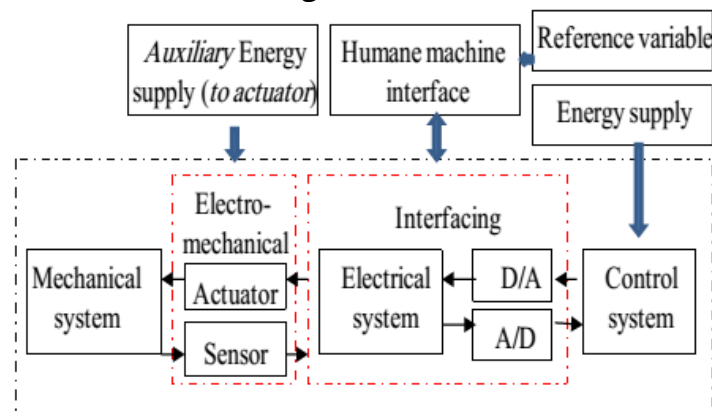 Auxiliary Energy
supply (to actuator)
Humane machine
interface
Reference variable
Energy supply
Electro-
mechanical
Interfacing
Mechanical
system
Actuator
Sensor
Electrical
system
D/A
A/D
Control
system